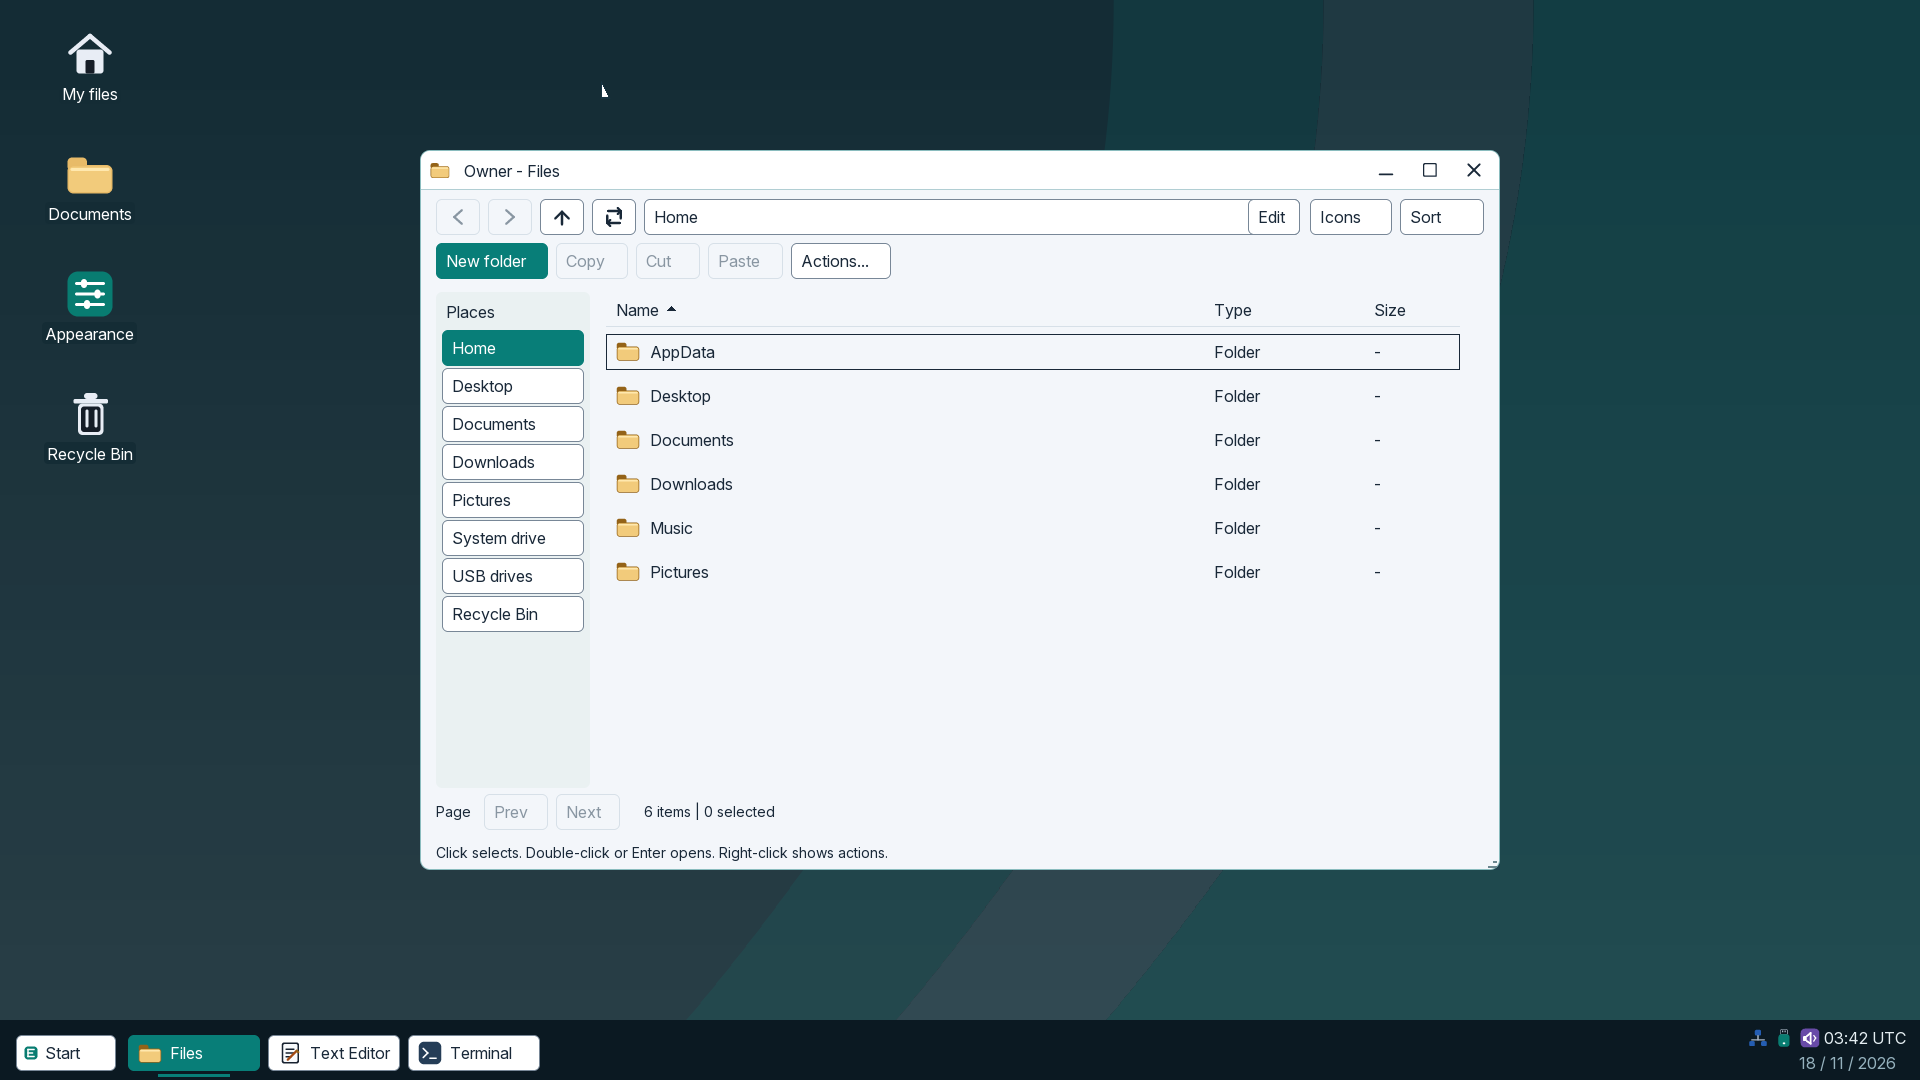 My files
Documents
Appearance
Recycle Bin
Owner - Files
Home
Edit
Icons
Sort
New folder
Copy
Cut
Paste
Actions...
Places
Home
Desktop
Documents
Downloads
Pictures
System drive
USB drives
Recycle Bin
Name Type Size
AppData Folder -
Desktop Folder -
Documents Folder -
Downloads Folder -
Music Folder -
Pictures Folder -
Page Prev Next 6 items | 0 selected
Click selects. Double-click or Enter opens. Right-click shows actions.
Start
Files
Text Editor
Terminal
03:42 UTC
18 / 11 / 2026